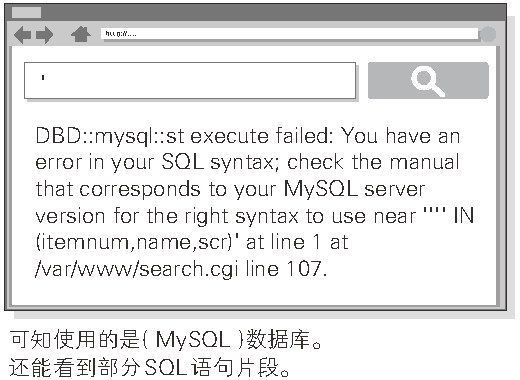 http://....
'
DBD::mysql::st execute failed: You have an
error in your SQL syntax; check the manual
that corresponds to your MySQL server
version for the right syntax to use near '''' IN
(itemnum,name,scr)' at line 1 at
/var/www/search.cgi line 107.
可知使用的是( MySQL )数据库。
还能看到部分SQL语句片段。